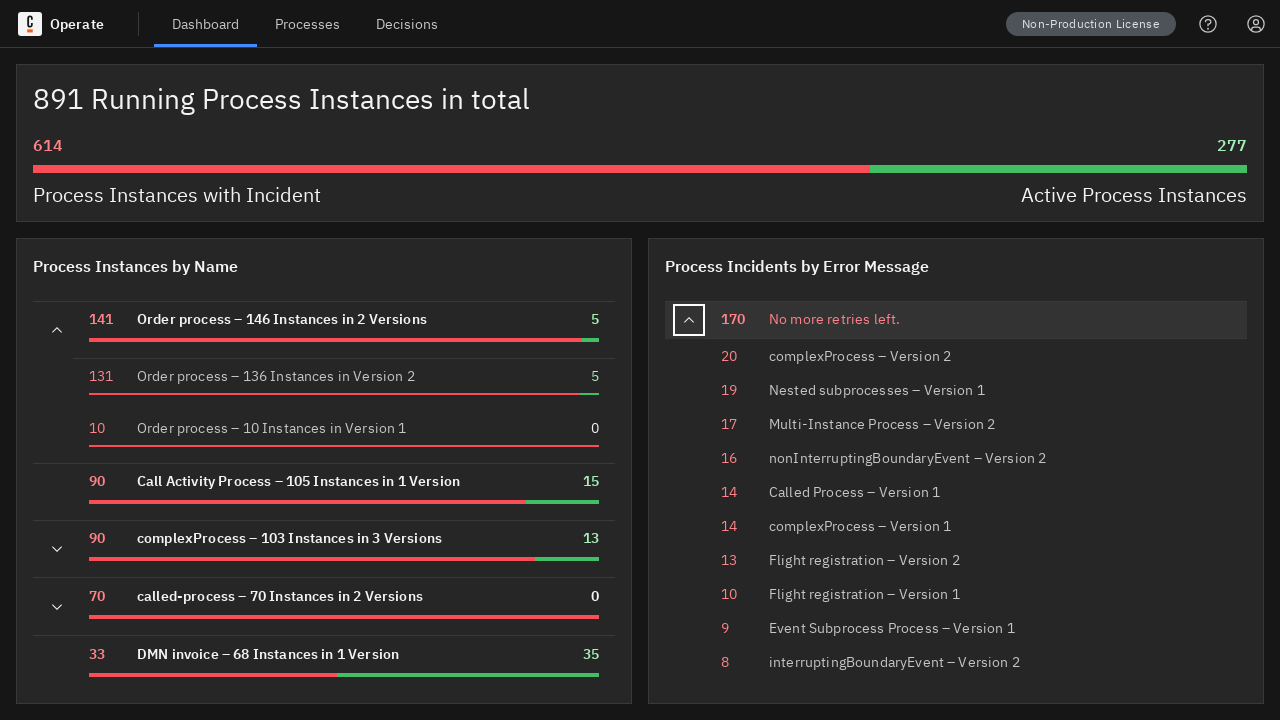 C Operate
Dashboard
Processes
Decisions
Non-Production License
891 Running Process Instances in total
614
277
Process Instances with Incident
Active Process Instances
Process Instances by Name
141 Order process – 146 Instances in 2 Versions 5
131 Order process – 136 Instances in Version 2 5
10 Order process – 10 Instances in Version 1 0
90 Call Activity Process – 105 Instances in 1 Version 15
90 complexProcess – 103 Instances in 3 Versions 13
70 called-process – 70 Instances in 2 Versions 0
33 DMN invoice – 68 Instances in 1 Version 35
Process Incidents by Error Message
170 No more retries left.
20 complexProcess – Version 2
19 Nested subprocesses – Version 1
17 Multi-Instance Process – Version 2
16 nonInterruptingBoundaryEvent – Version 2
14 Called Process – Version 1
14 complexProcess – Version 1
13 Flight registration – Version 2
10 Flight registration – Version 1
9 Event Subprocess Process – Version 1
8 interruptingBoundaryEvent – Version 2